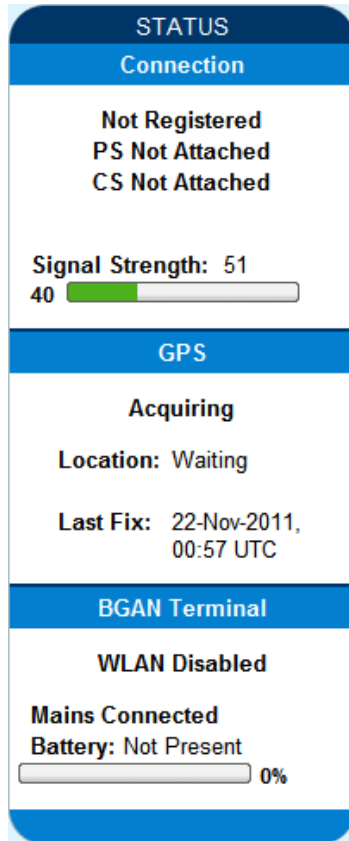 STATUS
Connection
Not Registered
PS Not Attached
CS Not Attached
Signal Strength: 51
40
GPS
Acquiring
Location: Waiting
Last Fix: 22-Nov-2011,
00:57 UTC
BGAN Terminal
WLAN Disabled
Mains Connected
Battery: Not Present
0%